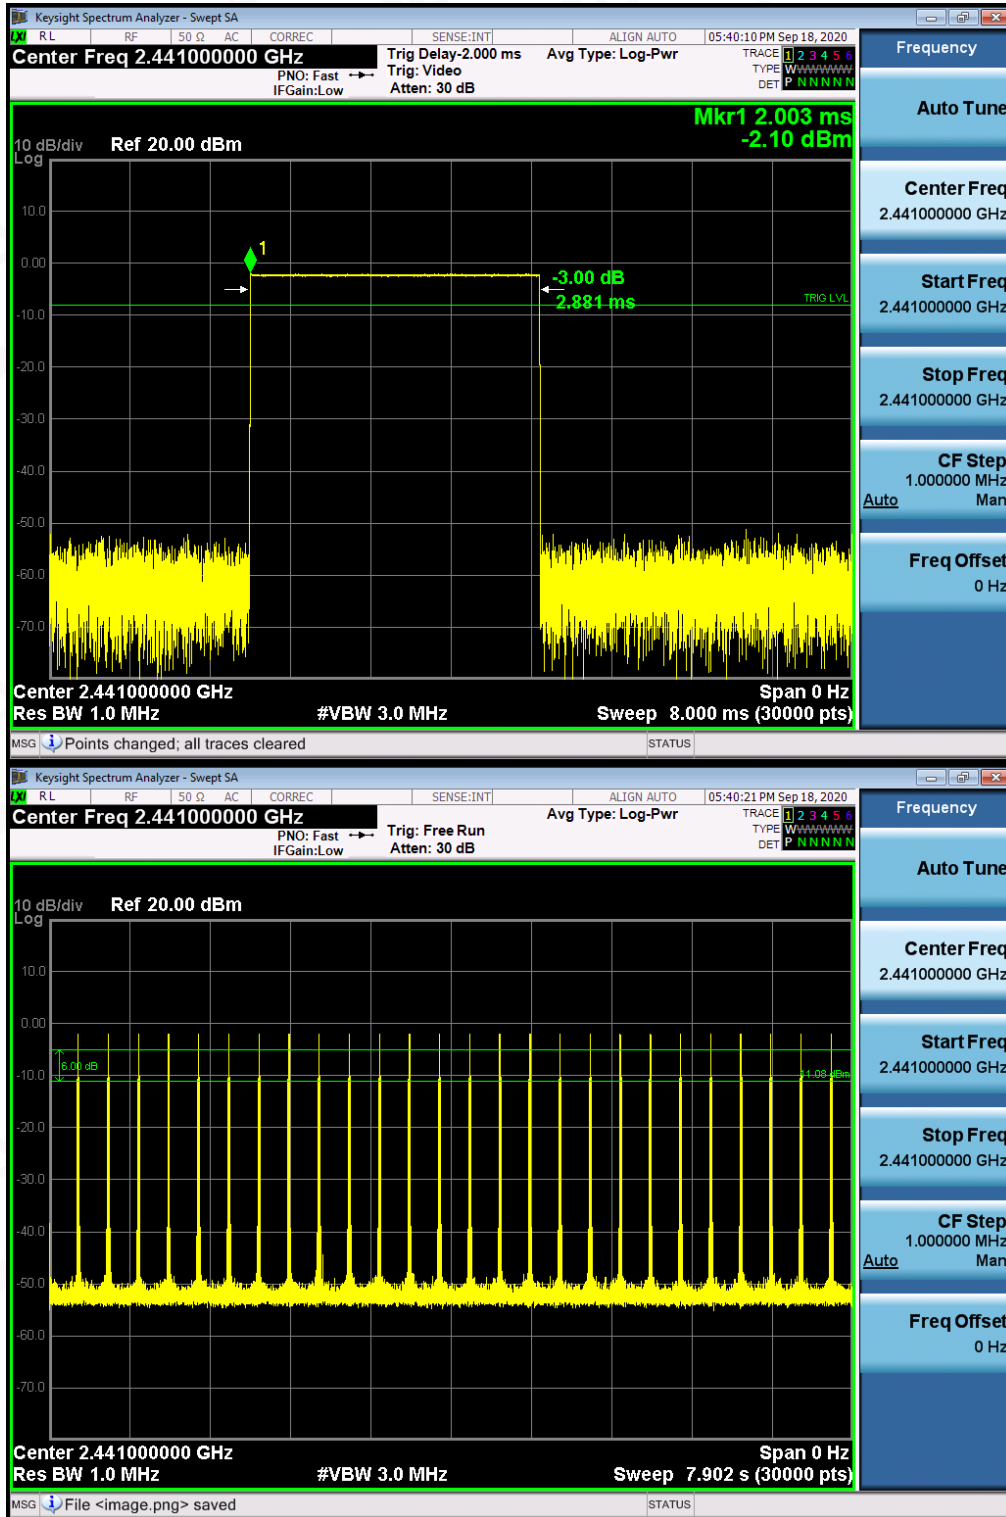 Keysight Spectrum Analyzer - Swept SA
LXI RL RF 50 Ω AC CORREC SENSE:INT ALIGN AUTO 05:40:10 PM Sep 18, 2020
Center Freq 2.441000000 GHz
PNO: Fast
IFGain:Low
Trig Delay-2.000 ms
Trig: Video
Atten: 30 dB
Avg Type: Log-Pwr
TRACE 1 2 3 4 5 6
TYPE WWWWWW
DET P N N N N N
Mkr1 2.003 ms
-2.10 dBm
10 dB/div Ref 20.00 dBm
Log
10.0
0.00
-10.0
-20.0
-30.0
-40.0
-50.0
-60.0
-70.0
1
-3.00 dB
2.881 ms
TRIG LVL
Center 2.441000000 GHz Span 0 Hz
Res BW 1.0 MHz #VBW 3.0 MHz Sweep 8.000 ms (30000 pts)
MSG Points changed; all traces cleared STATUS
Frequency
Auto Tune
Center Freq
2.441000000 GHz
Start Freq
2.441000000 GHz
Stop Freq
2.441000000 GHz
CF Step
1.000000 MHz
Auto Man
Freq Offset
0 Hz
Keysight Spectrum Analyzer - Swept SA
LXI RL RF 50 Ω AC CORREC SENSE:INT ALIGN AUTO 05:40:21 PM Sep 18, 2020
Center Freq 2.441000000 GHz
PNO: Fast
IFGain:Low
Trig: Free Run
Atten: 30 dB
Avg Type: Log-Pwr
TRACE 1 2 3 4 5 6
TYPE WWWWWW
DET P N N N N N
10 dB/div Ref 20.00 dBm
Log
10.0
0.00
-10.0
-20.0
-30.0
-40.0
-50.0
-60.0
-70.0
6.00 dB
-11.08 dBm
Center 2.441000000 GHz Span 0 Hz
Res BW 1.0 MHz #VBW 3.0 MHz Sweep 7.902 s (30000 pts)
MSG File <image.png> saved STATUS
Frequency
Auto Tune
Center Freq
2.441000000 GHz
Start Freq
2.441000000 GHz
Stop Freq
2.441000000 GHz
CF Step
1.000000 MHz
Auto Man
Freq Offset
0 Hz